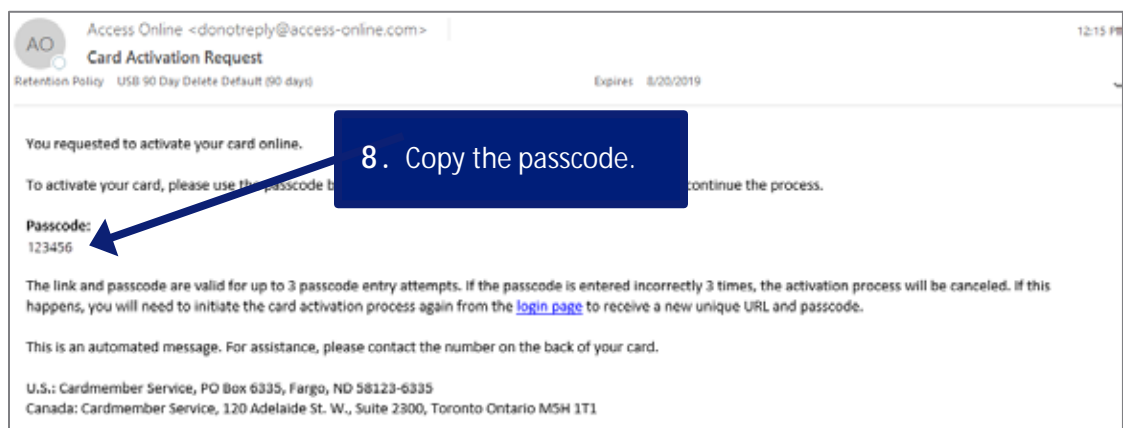 AO
Access Online <donotreply@access-online.com>
12:15 PM
Card Activation Request
Retention Policy USB 90 Day Delete Default (90 days) Expires 8/20/2019
You requested to activate your card online.
8. Copy the passcode.
To activate your card, please use the passcode b continue the process.
Passcode:
123456
The link and passcode are valid for up to 3 passcode entry attempts. If the passcode is entered incorrectly 3 times, the activation process will be canceled. If this
happens, you will need to initiate the card activation process again from the login page to receive a new unique URL and passcode.
This is an automated message. For assistance, please contact the number on the back of your card.
U.S.: Cardmember Service, PO Box 6335, Fargo, ND 58123-6335
Canada: Cardmember Service, 120 Adelaide St. W., Suite 2300, Toronto Ontario M5H 1T1